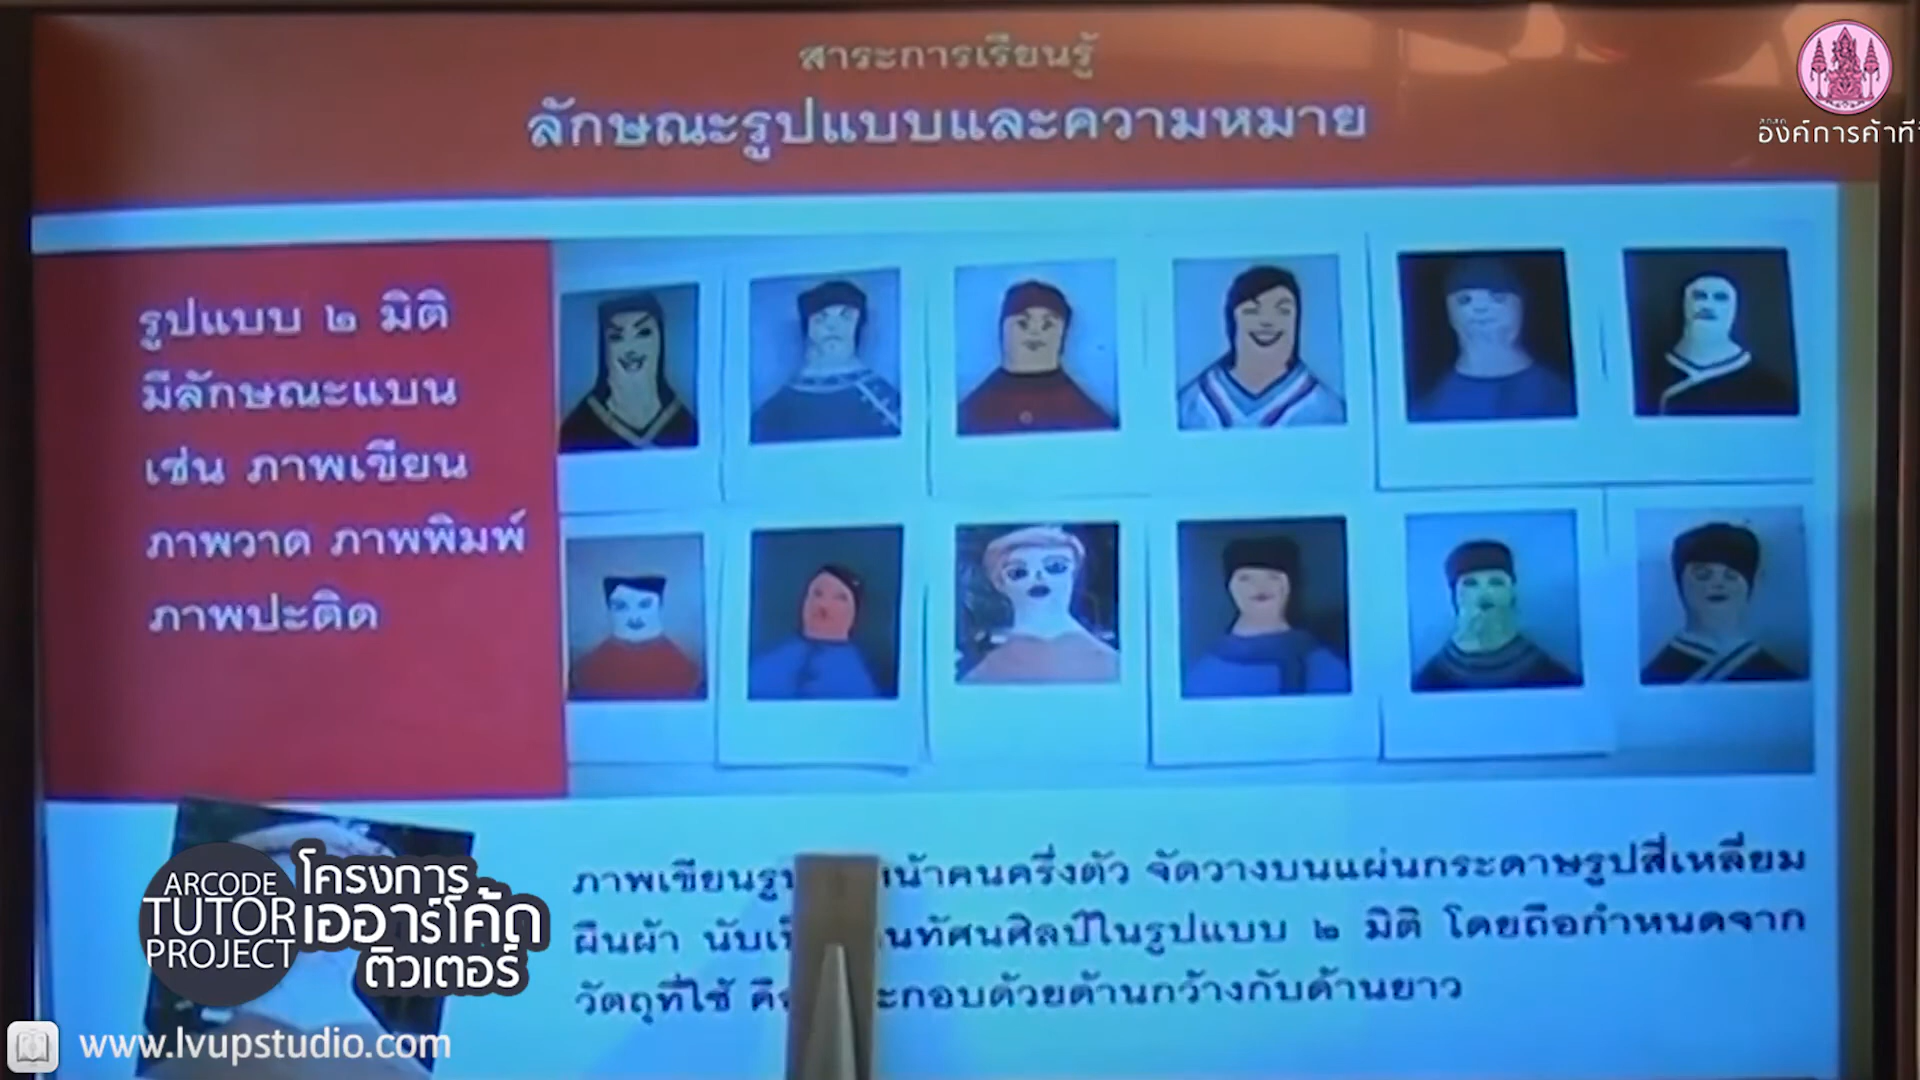 สาระการเรียนรู้
ลักษณะรูปแบบและความหมาย
องค์การค้า
รูปแบบ ๒ มิติ
มีลักษณะแบน
เช่น ภาพเขียน
ภาพวาด ภาพพิมพ์
ภาพปะติด
ภาพเขียนรูป หน้าคนครึ่งตัว จัดวางบนแผ่นกระดาษรูปสี่เหลี่ยม
ผืนผ้า นับ ทัศนศิลป์ในรูปแบบ ๒ มิติ โดยถือกำหนดจาก
วัตถุที่ใช้ ด้วยด้านกว้างกับด้านยาว
ARCODE
TUTOR
PROJECT
โครงการ
เออาร์โค้ด
ติวเตอร์
www.lvupstudio.com